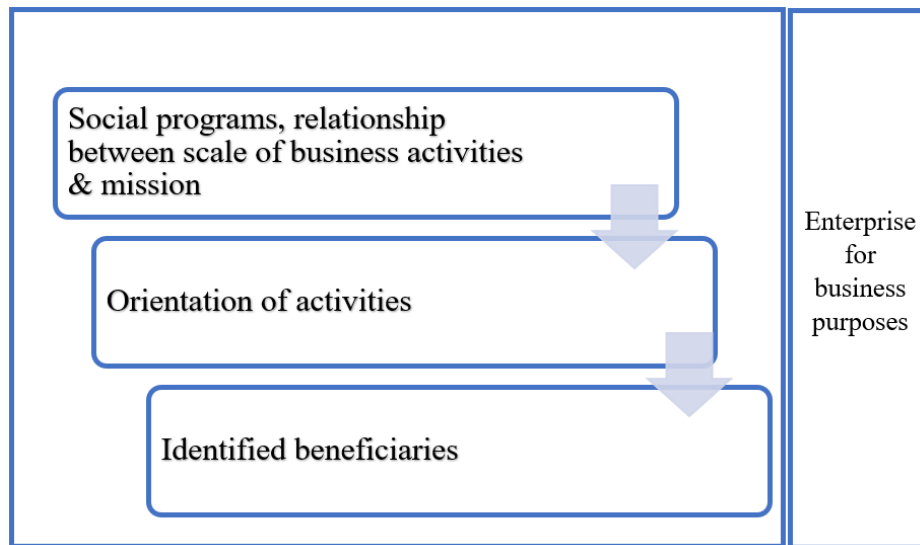 Social programs, relationship
between scale of business activities
& mission
Orientation of activities
Identified beneficiaries
Enterprise
for
business
purposes